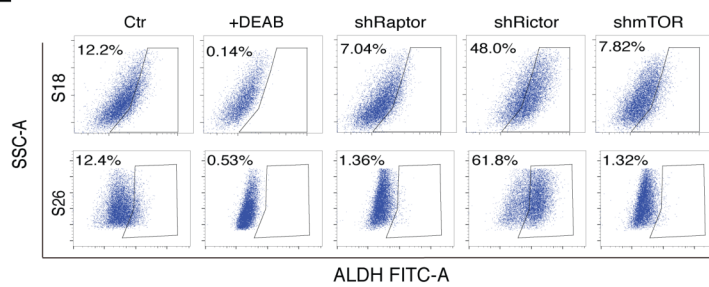 Ctr +DEAB shRaptor shRictor shmTOR
12.2% 0.14% 7.04% 48.0% 7.82%
S18
SSC-A
12.4% 0.53% 1.36% 61.8% 1.32%
S26
ALDH FITC-A